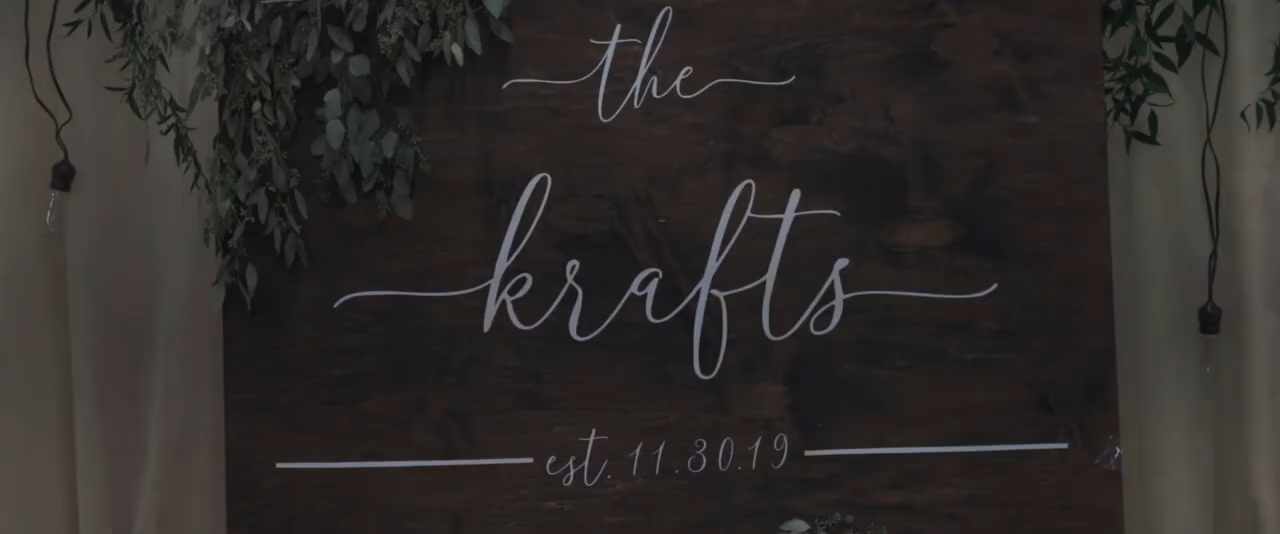 the
krafts
est. 11.30.19